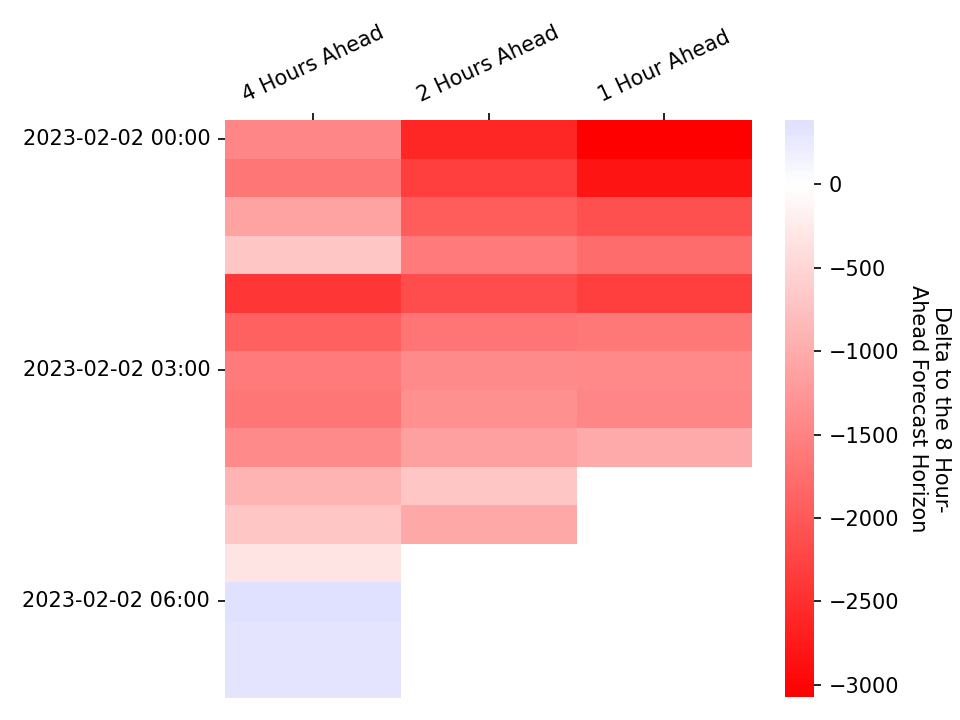 4 Hours Ahead
2 Hours Ahead
1 Hour Ahead
2023-02-02 00:00
2023-02-02 03:00
2023-02-02 06:00
0
−500
−1000
−1500
−2000
−2500
−3000
Delta to the 8 Hour-
Ahead Forecast Horizon